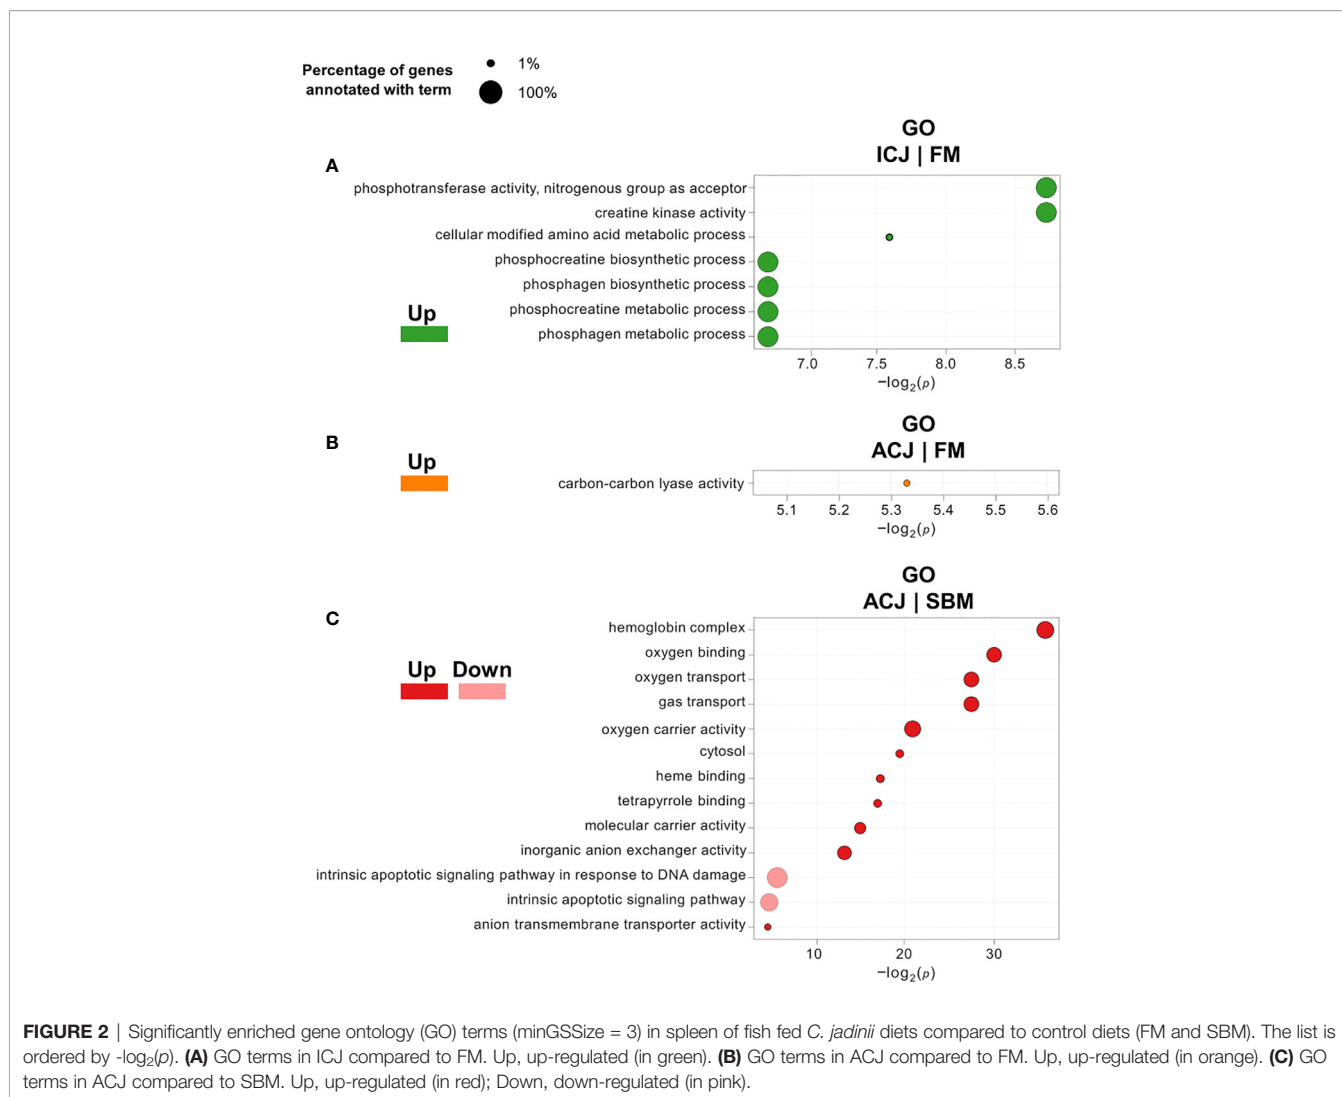 Percentage of genes
annotated with term
1%
100%
A
GO
ICJ | FM
phosphotransferase activity, nitrogenous group as acceptor
creatine kinase activity
cellular modified amino acid metabolic process
phosphocreatine biosynthetic process
phosphagen biosynthetic process
phosphocreatine metabolic process
phosphagen metabolic process
Up
7.0 7.5 8.0 8.5
−log₂(p)
B
GO
ACJ | FM
Up
carbon-carbon lyase activity
5.1 5.2 5.3 5.4 5.5 5.6
−log₂(p)
C
GO
ACJ | SBM
Up Down
hemoglobin complex
oxygen binding
oxygen transport
gas transport
oxygen carrier activity
cytosol
heme binding
tetrapyrrole binding
molecular carrier activity
inorganic anion exchanger activity
intrinsic apoptotic signaling pathway in response to DNA damage
intrinsic apoptotic signaling pathway
anion transmembrane transporter activity
10 20 30
−log₂(p)
FIGURE 2 | Significantly enriched gene ontology (GO) terms (minGSSize = 3) in spleen of fish fed C. jadinii diets compared to control diets (FM and SBM). The list is
ordered by -log₂(p). (A) GO terms in ICJ compared to FM. Up, up-regulated (in green). (B) GO terms in ACJ compared to FM. Up, up-regulated (in orange). (C) GO
terms in ACJ compared to SBM. Up, up-regulated (in red); Down, down-regulated (in pink).